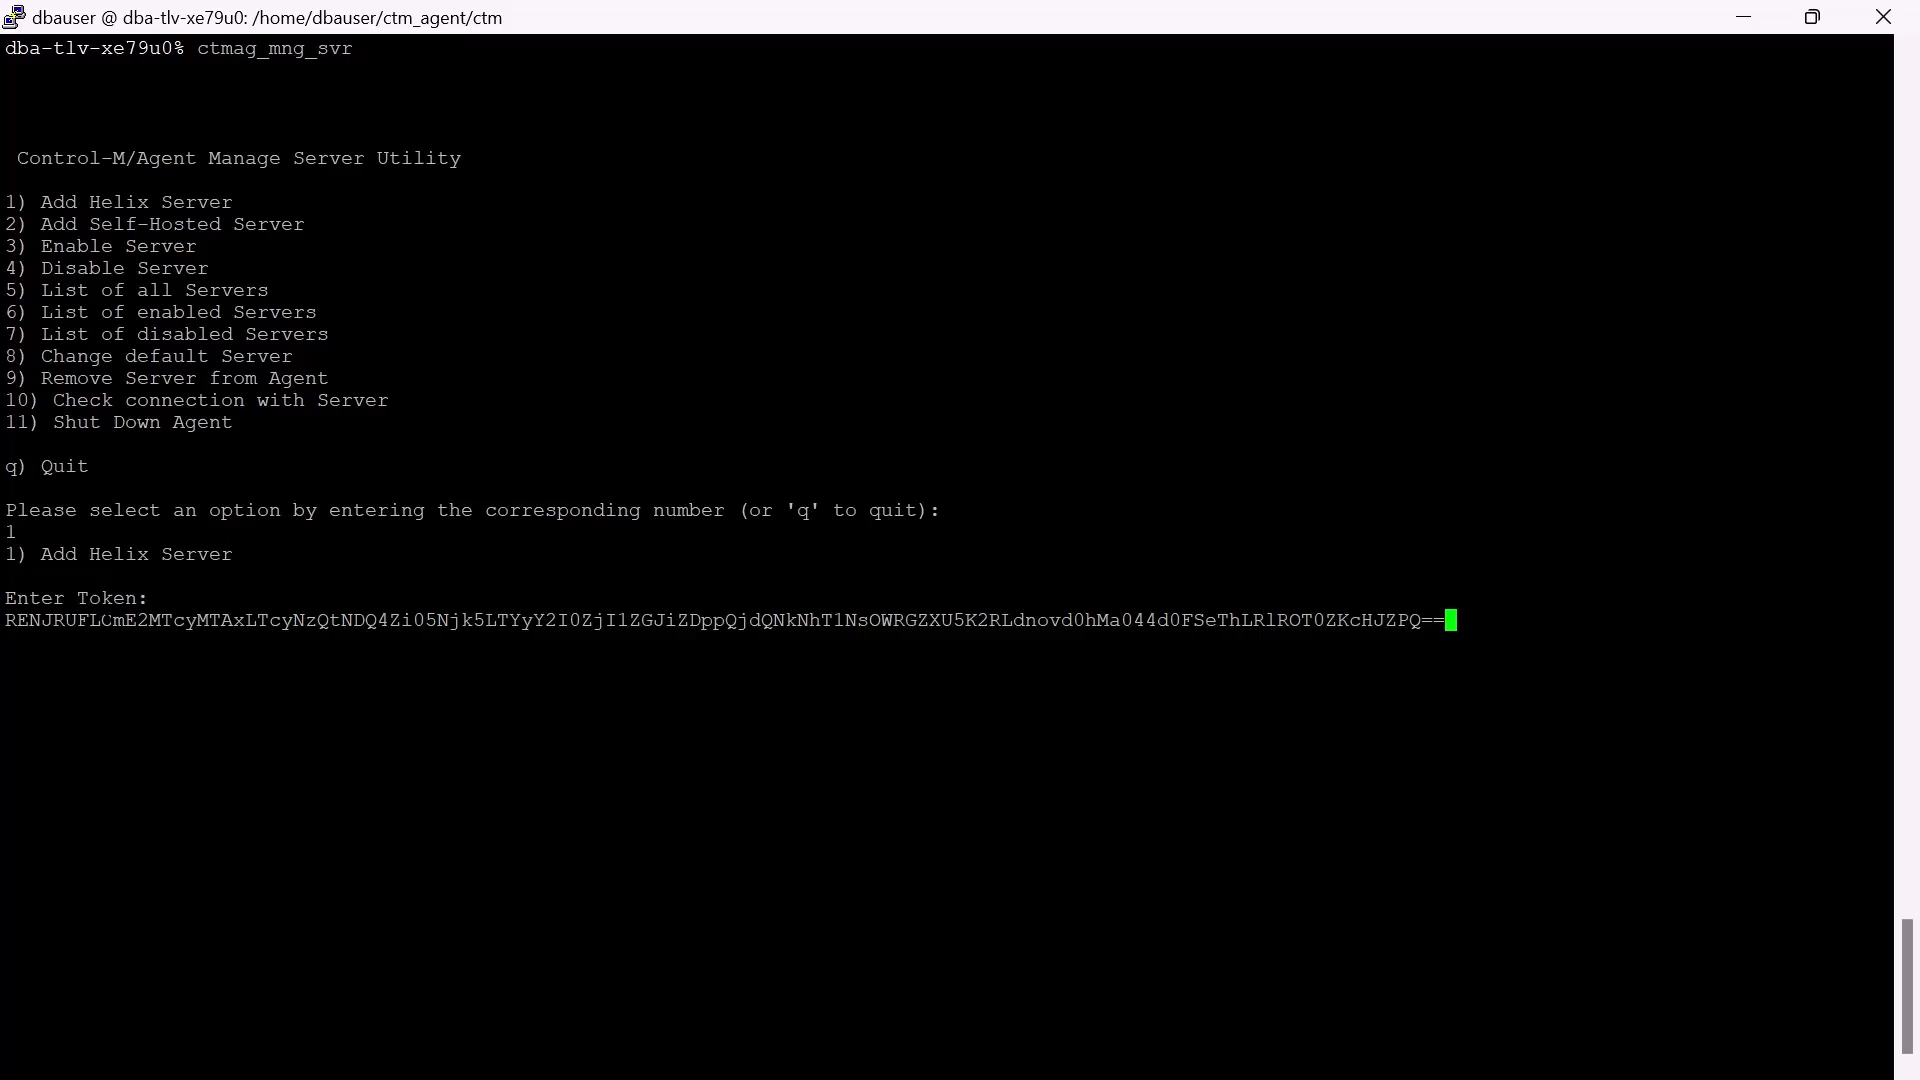 dbauser @ dba-tlv-xe79u0: /home/dbauser/ctm_agent/ctm
dba-tlv-xe79u0% ctmag_mng_svr
Control-M/Agent Manage Server Utility
1) Add Helix Server
2) Add Self-Hosted Server
3) Enable Server
4) Disable Server
5) List of all Servers
6) List of enabled Servers
7) List of disabled Servers
8) Change default Server
9) Remove Server from Agent
10) Check connection with Server
11) Shut Down Agent
q) Quit
Please select an option by entering the corresponding number (or 'q' to quit):
1
1) Add Helix Server
Enter Token:
RENJRUFLOmE2MTcyMTAxLTcyNzQtNDQ4Zi05Njk5LTYyY2I0ZjI1ZGJiZDppQjdQNkNhT1NsOWRGZXU5K2RLdnovd0hMa044d0FSeThLRlROT0ZKcHJZPQ==